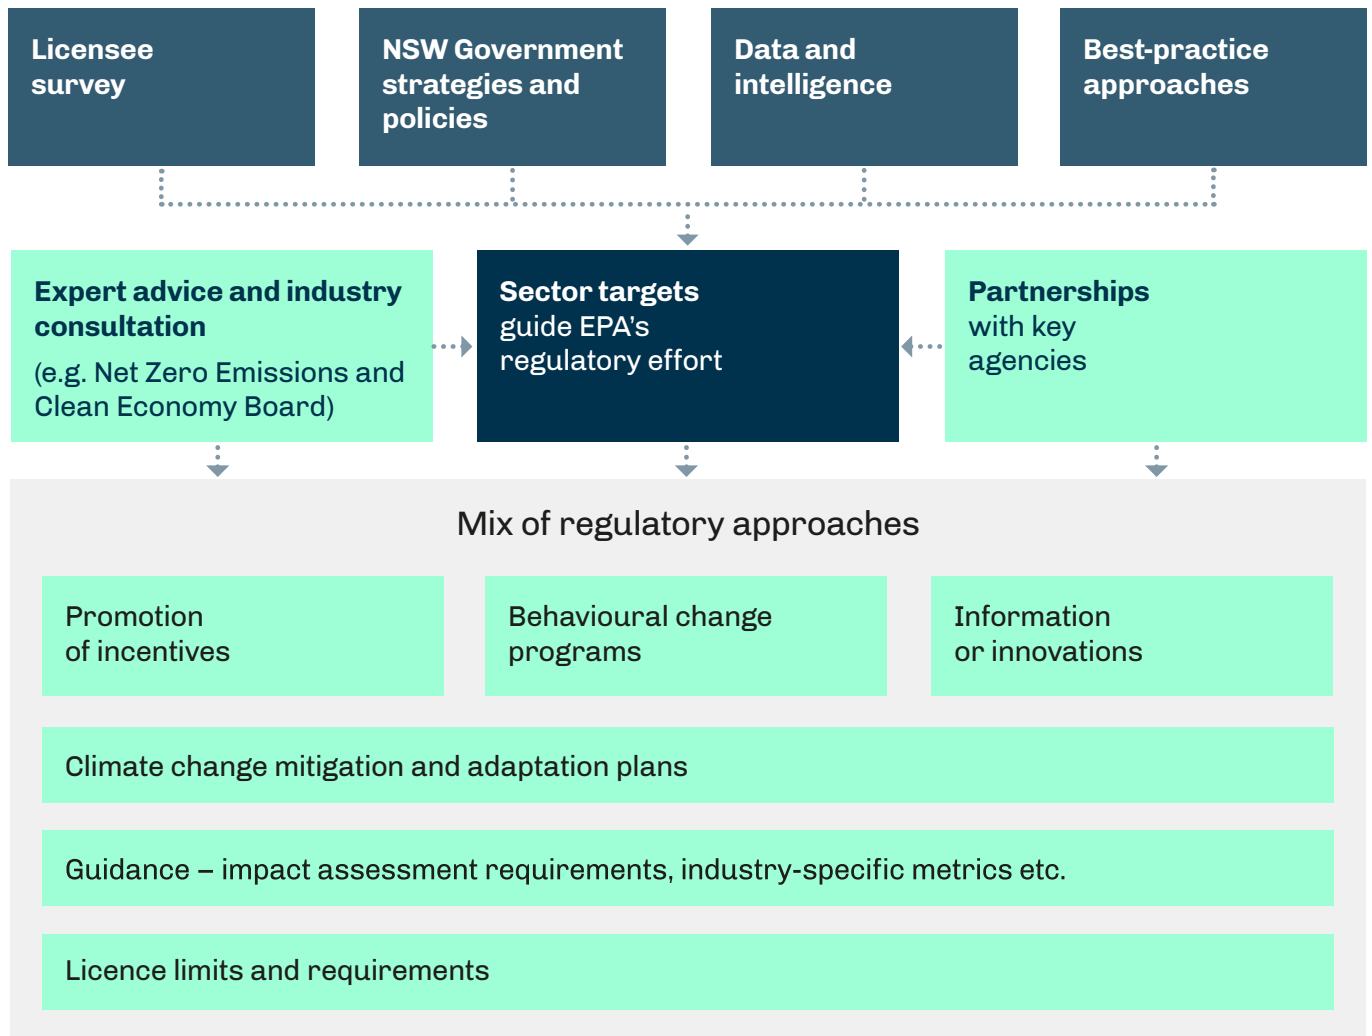 Licensee
survey
NSW Government
strategies and
policies
Data and
intelligence
Best-practice
approaches
Expert advice and industry
consultation
(e.g. Net Zero Emissions and
Clean Economy Board)
Sector targets
guide EPA’s
regulatory effort
Partnerships
with key
agencies
Mix of regulatory approaches
Promotion
of incentives
Behavioural change
programs
Information
or innovations
Climate change mitigation and adaptation plans
Guidance – impact assessment requirements, industry-specific metrics etc.
Licence limits and requirements